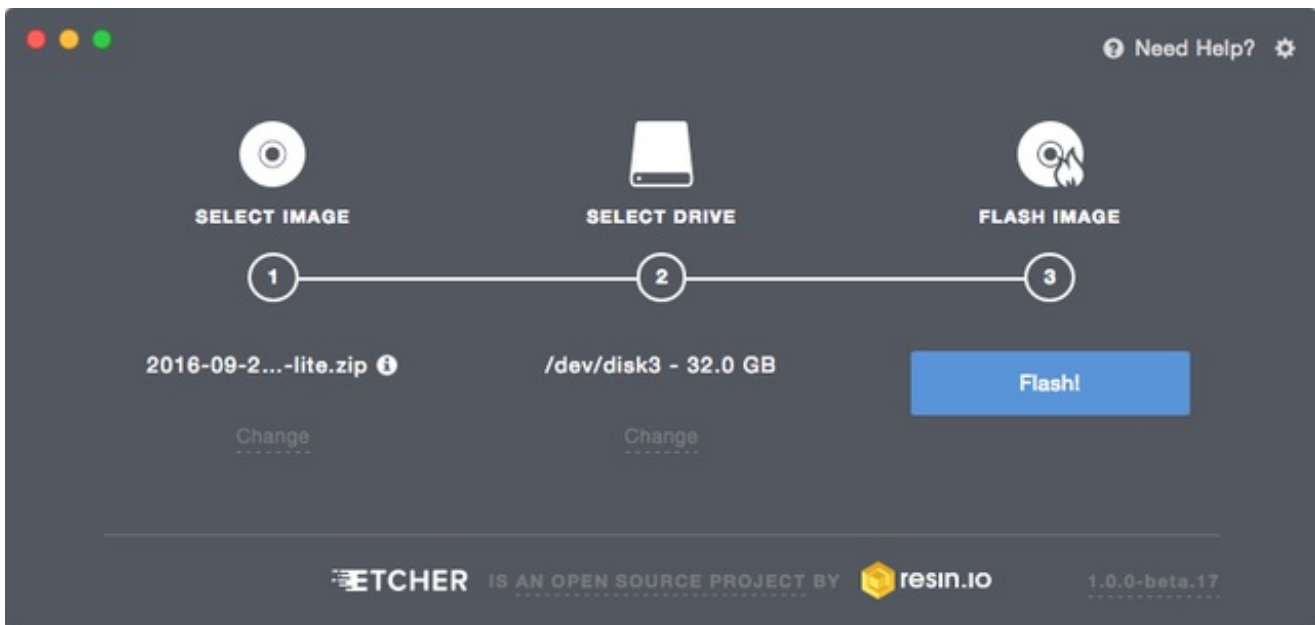 Need Help?
SELECT IMAGE
SELECT DRIVE
FLASH IMAGE
1
2
3
2016-09-2...-lite.zip
/dev/disk3 - 32.0 GB
Flash!
Change
Change
ETCHER IS AN OPEN SOURCE PROJECT BY resin.io 1.0.0-beta.17